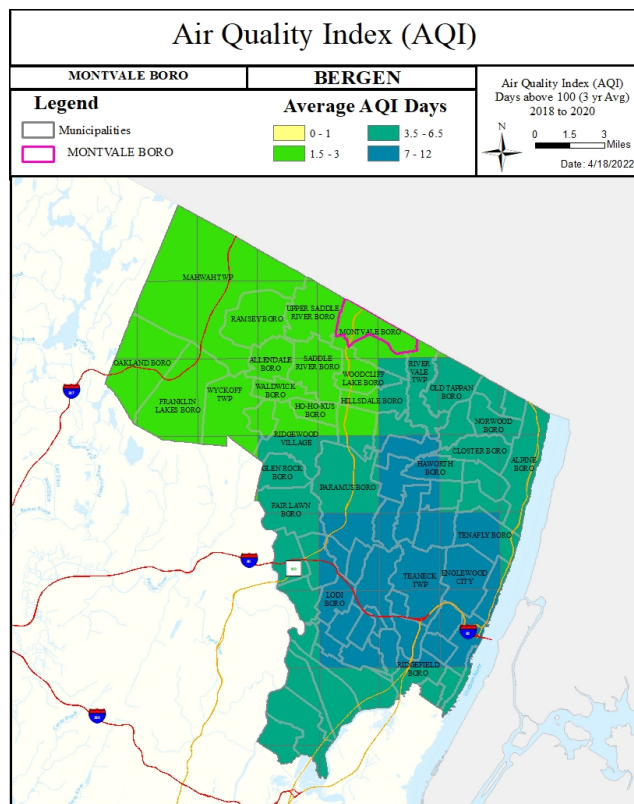 Air Quality Index (AQI)
MONTVALE BORO
BERGEN
Air Quality Index (AQI)
Days above 100 (3 yr Avg)
2018 to 2020
N
0 1.5 3
Miles
Date: 4/18/2022
Legend
Municipalities
MONTVALE BORO
Average AQI Days
0 - 1
1.5 - 3
3.5 - 6.5
7 - 12
MAHWAH TWP
RAMSEY BORO
UPPER SADDLE
RIVER BORO
MONTVALE BORO
OAKLAND BORO
ALLENDALE
BORO
SADDLE
RIVER BORO
WOODCLIFF
LAKE BORO
RIVER
VALE
TWP
OLD TAPPAN
BORO
FRANKLIN
LAKES BORO
WYCKOFF
TWP
WALDWICK
BORO
HO-HO-KUS
BORO
HILLSDALE BORO
NORWOOD
BORO
RIDGEWOOD
VILLAGE
CLOSTER BORO
ALPINE
BORO
GLEN ROCK
BORO
PARAMUS BORO
HAWORTH
BORO
FAIR LAWN
BORO
TENAFLY BORO
LODI
BORO
TEANECK
TWP
ENGLEWOOD
CITY
RIDGEFIELD
BORO